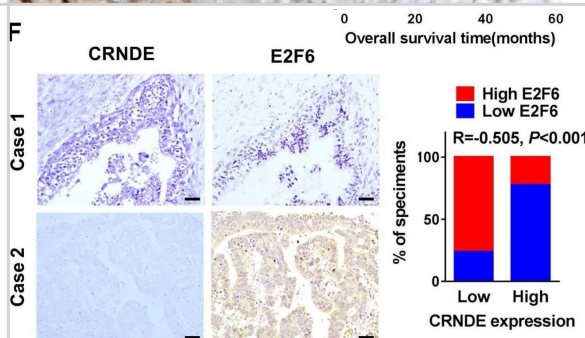 0 20 40 60
Overall survival time(months)
F
CRNDE E2F6
Case 1
Case 2
High E2F6
Low E2F6
R=-0.505, P<0.001
% of speciments
100
50
0
Low High
CRNDE expression